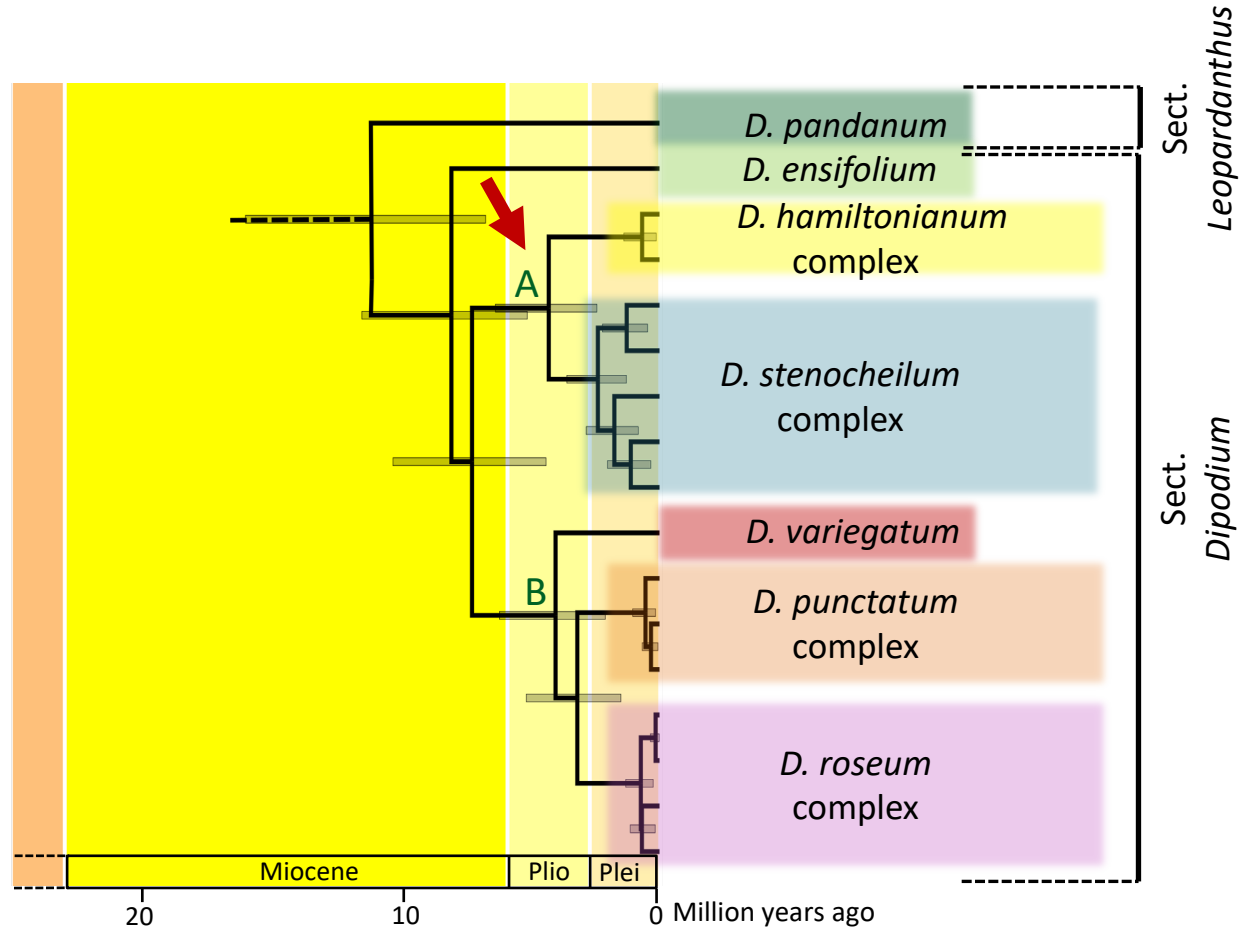 D. pandanum
D. ensifolium
D. hamiltonianum
complex
A
D. stenocheilum
complex
D. variegatum
B
D. punctatum
complex
D. roseum
complex
Sect.
Leopardanthus
Sect.
Dipodium
Miocene
Plio
Plei
20
10
0
Million years ago